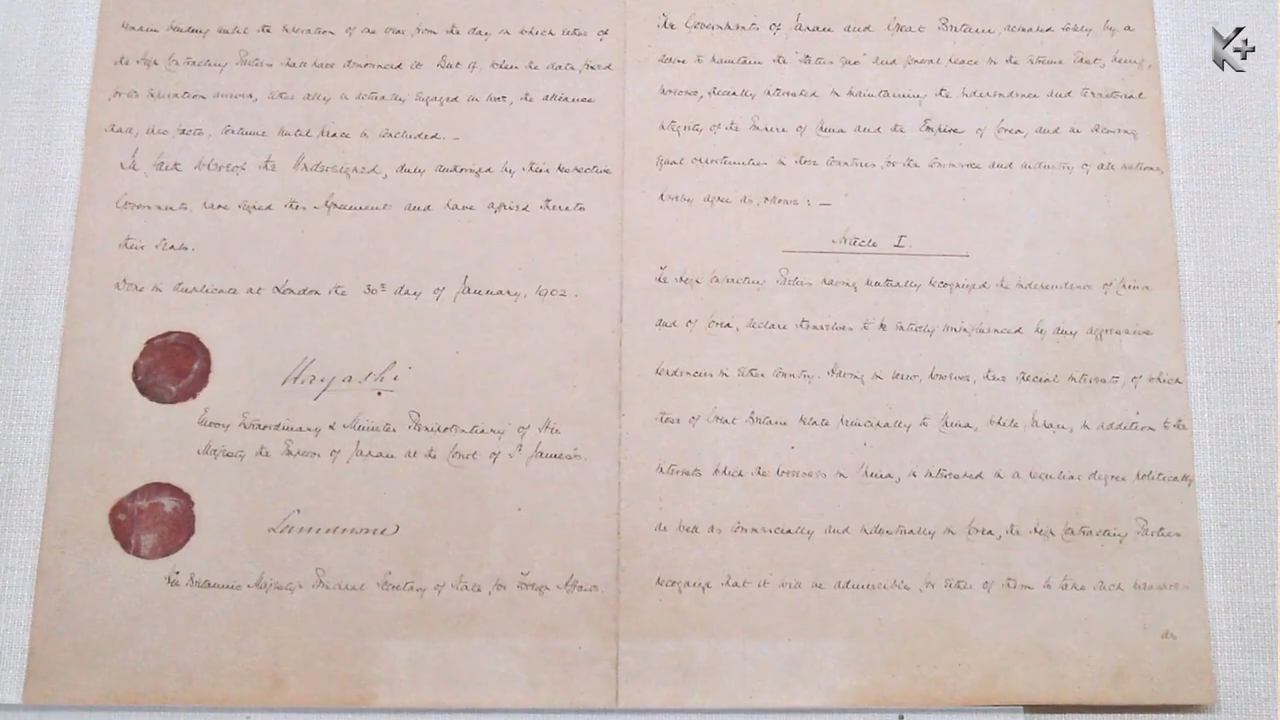 remain binding until the expiration of one year from the day on which either of
the High Contracting Parties shall have denounced it. But if, when the date fixed
for its expiration arrives, either ally is actually engaged in war, the alliance
shall, ipso facto, continue until peace is concluded. —
In faith whereof the Undersigned, duly authorized by their respective
Governments, have signed this Agreement and have affixed thereto
their Seals.
Done in duplicate at London the 30th day of January, 1902.
Hayashi
Envoy Extraordinary & Minister Plenipotentiary of His
Majesty the Emperor of Japan at the Court of St. James's.
Lansdowne
His Britannic Majesty's Principal Secretary of State for Foreign Affairs.
The Governments of Japan and Great Britain, actuated solely by a
desire to maintain the "status quo" and general peace in the Extreme East, being,
moreover, specially interested in maintaining the independence and territorial
integrity of the Empire of China and the Empire of Corea, and in securing
equal opportunities in those countries for the commerce and industry of all nations,
hereby agree as follows : —
Article I.
The High Contracting Parties having mutually recognized the independence of China
and of Corea, declare themselves to be entirely uninfluenced by any aggressive
tendencies in either country. Having in view, however, their special interests, of which
those of Great Britain relate principally to China, while Japan, in addition to the
interests which she possesses in China, is interested in a peculiar degree politically
as well as commercially and industrially in Corea, the High Contracting Parties
recognize that it will be admissible for either of them to take such measures
as
K+